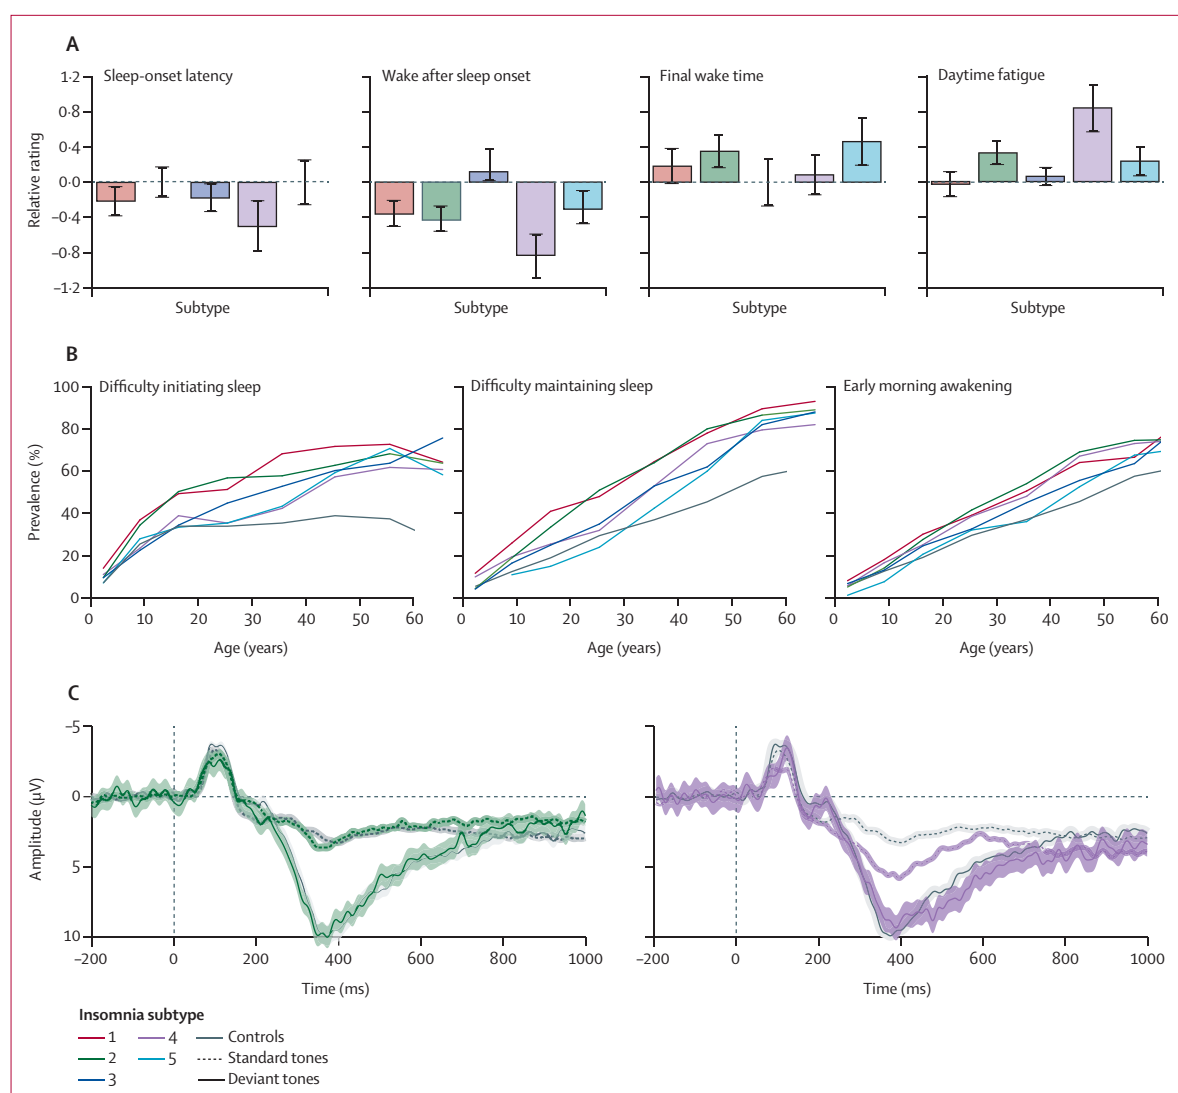 A
Sleep-onset latency
Wake after sleep onset
Final wake time
Daytime fatigue
Relative rating
1·2
0·8
0·4
0·0
–0·4
–0·8
–1·2
Subtype
Subtype
Subtype
Subtype
B
Difficulty initiating sleep
Difficulty maintaining sleep
Early morning awakening
Prevalence (%)
100
80
60
40
20
0
0 10 20 30 40 50 60
0 10 20 30 40 50 60
0 10 20 30 40 50 60
Age (years)
Age (years)
Age (years)
C
Amplitude (μV)
–5
0
5
10
–200 0 200 400 600 800 1000
–200 0 200 400 600 800 1000
Time (ms)
Time (ms)
Insomnia subtype
1 4 Controls
2 5 Standard tones
3 Deviant tones